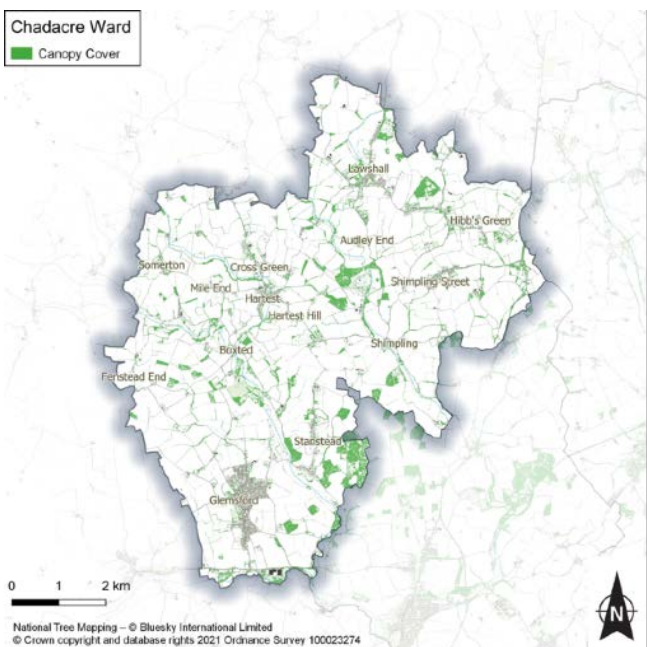 Chadacre Ward
Canopy Cover
Lawshall
Hibb's Green
Audley End
Somerton
Cross Green
Shimpling Street
Mile End
Hartest
Hartest Hill
Boxted
Shimpling
Fenstead End
Stanstead
Glemsford
0 1 2 km
N
National Tree Mapping – © Bluesky International Limited
© Crown copyright and database rights 2021 Ordnance Survey 100023274